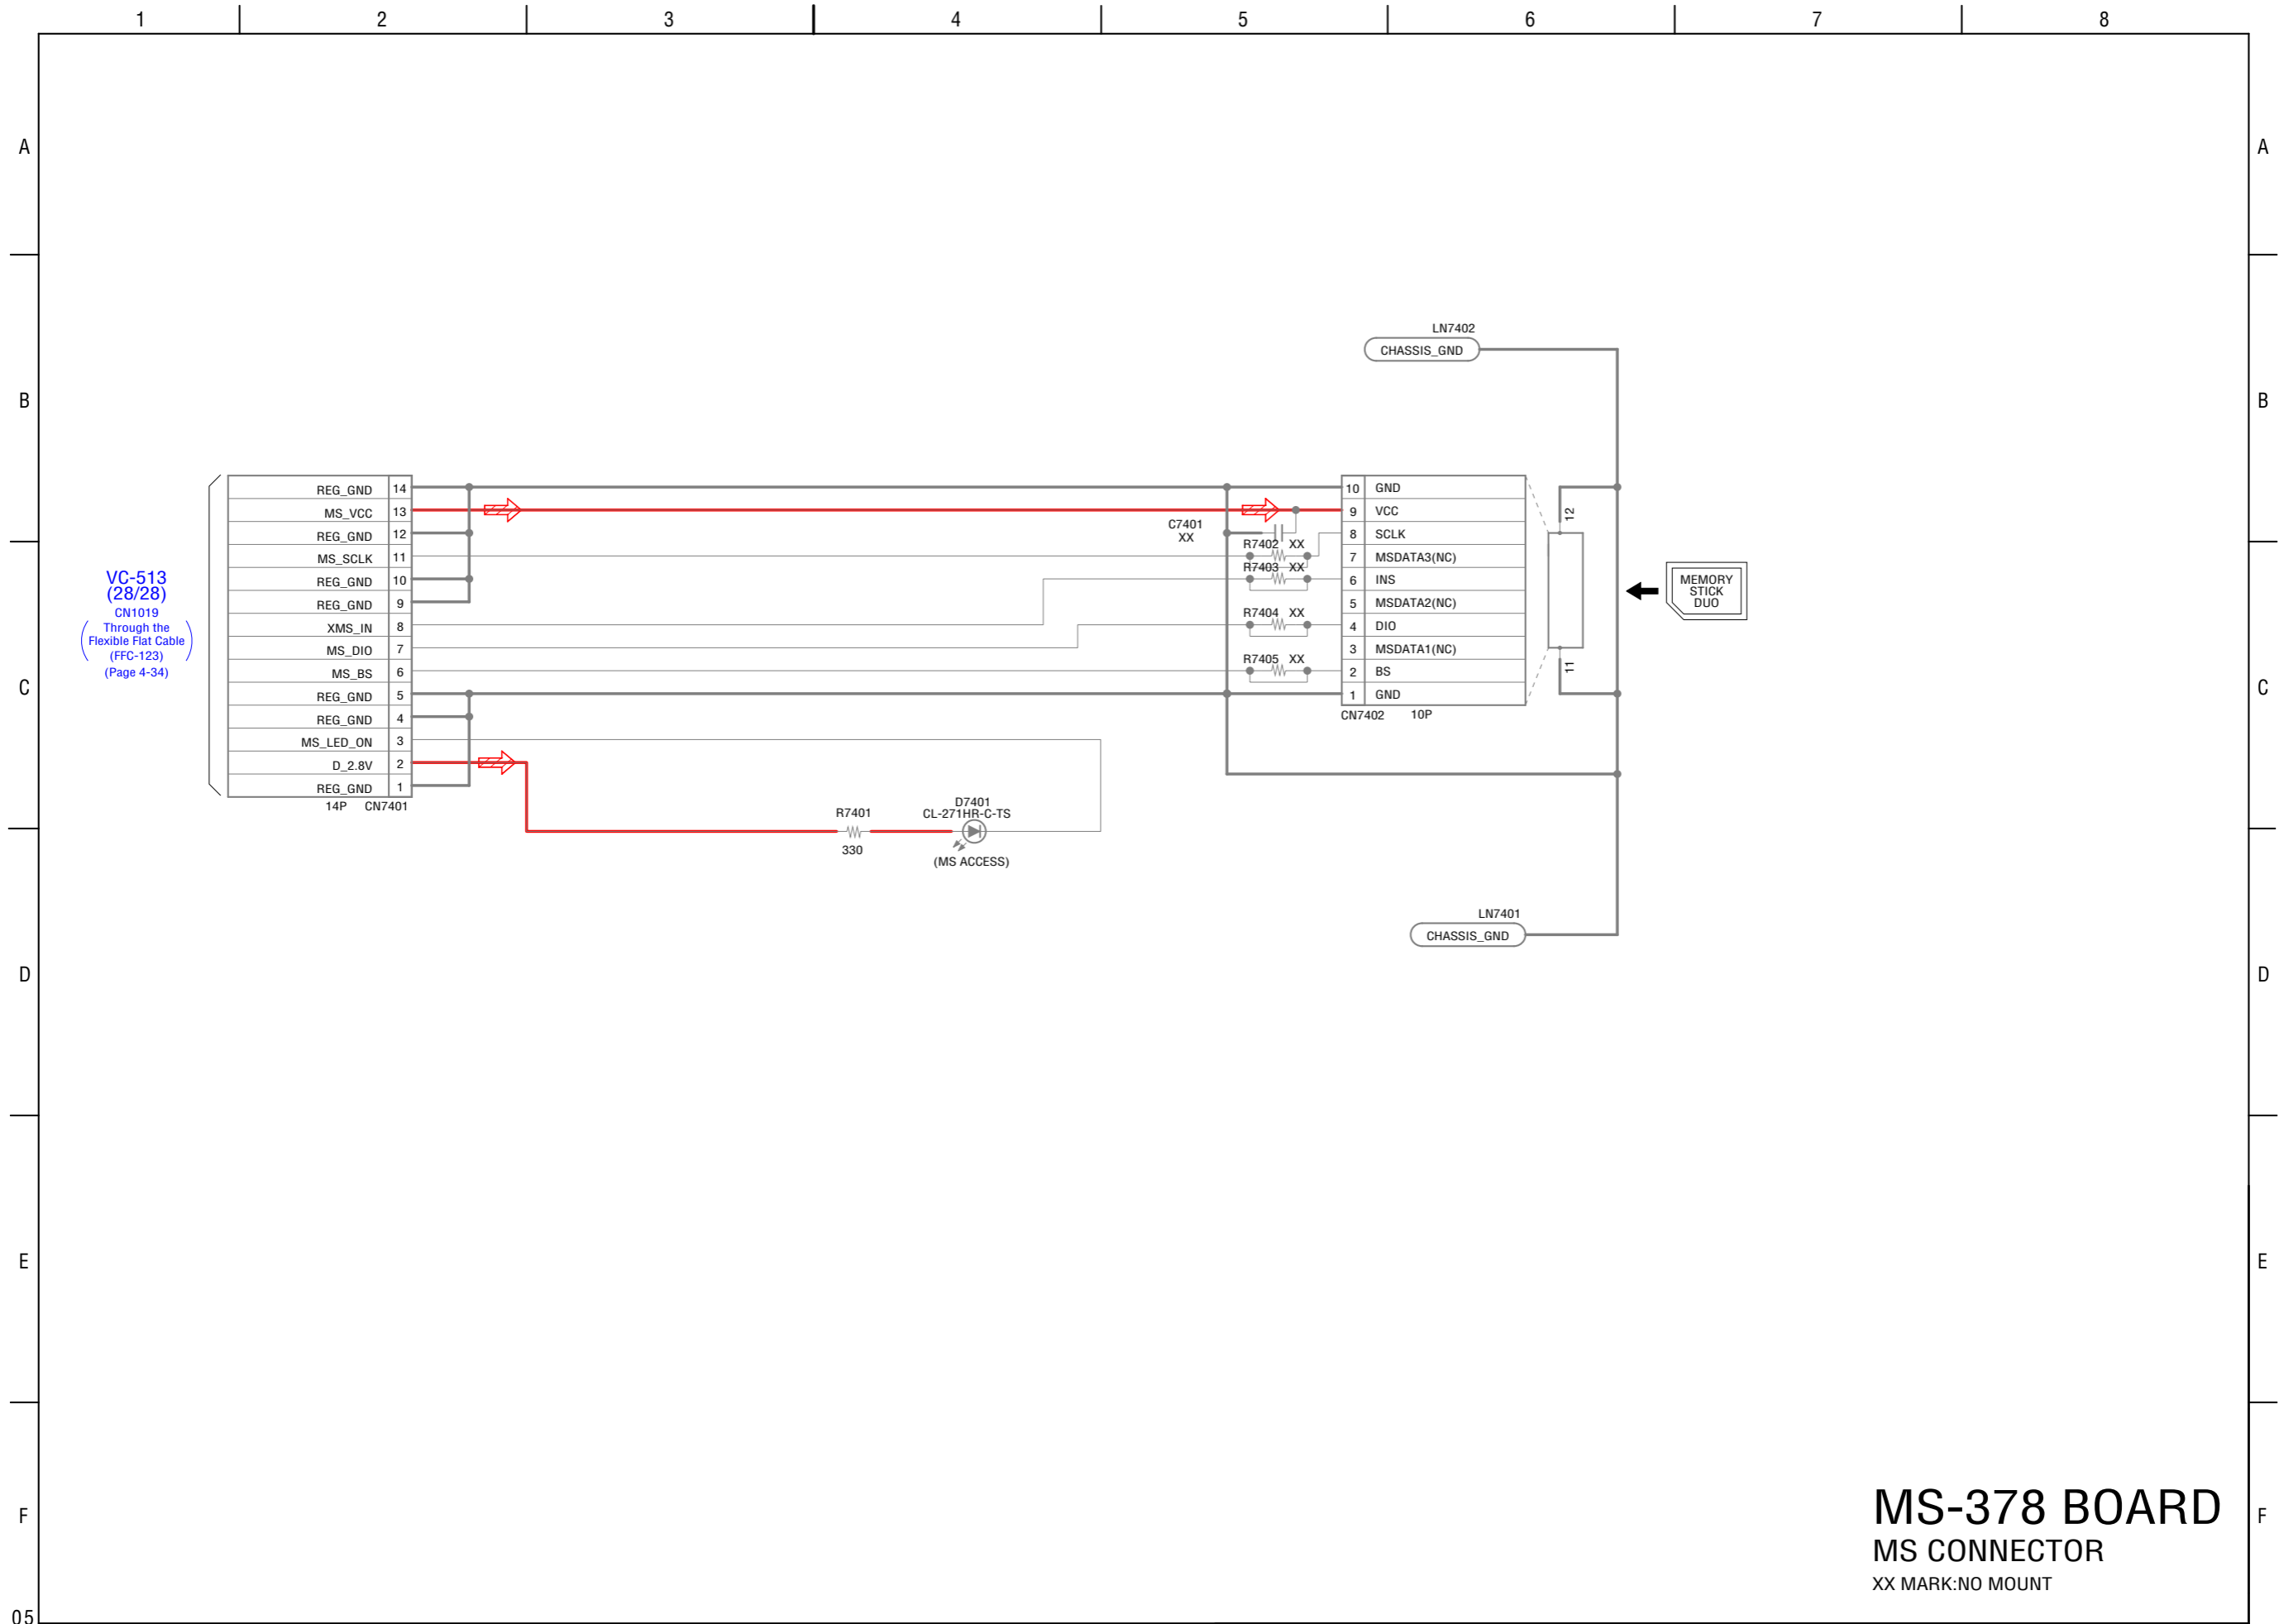 1 2 3 4 5 6 7 8
A A
LN7402
CHASSIS_GND
B B
REG_GND 14
MS_VCC 13
REG_GND 12
MS_SCLK 11
REG_GND 10
REG_GND 9
XMS_IN 8
MS_DIO 7
MS_BS 6
REG_GND 5
REG_GND 4
MS_LED_ON 3
D_2.8V 2
REG_GND 1
14P CN7401
VC-513
(28/28)
CN1019
Through the
Flexible Flat Cable
(FFC-123)
(Page 4-34)
C7401
XX
R7402 XX
R7403 XX
R7404 XX
R7405 XX
10 GND
9 VCC
8 SCLK
7 MSDATA3(NC)
6 INS
5 MSDATA2(NC)
4 DIO
3 MSDATA1(NC)
2 BS
1 GND
CN7402 10P
12
11
MEMORY
STICK
DUO
C C
R7401
330
D7401
CL-271HR-C-TS
(MS ACCESS)
LN7401
CHASSIS_GND
D D
E E
F F
MS-378 BOARD
MS CONNECTOR
XX MARK:NO MOUNT
05